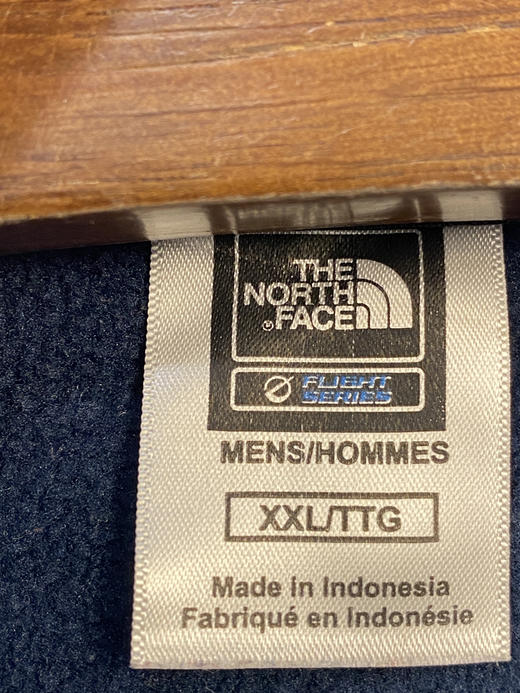 THE
NORTH
®FACE
FLIGHT
SERIES
MENS/HOMMES
XXL/TTG
Made in Indonesia
Fabriqué en Indonésie